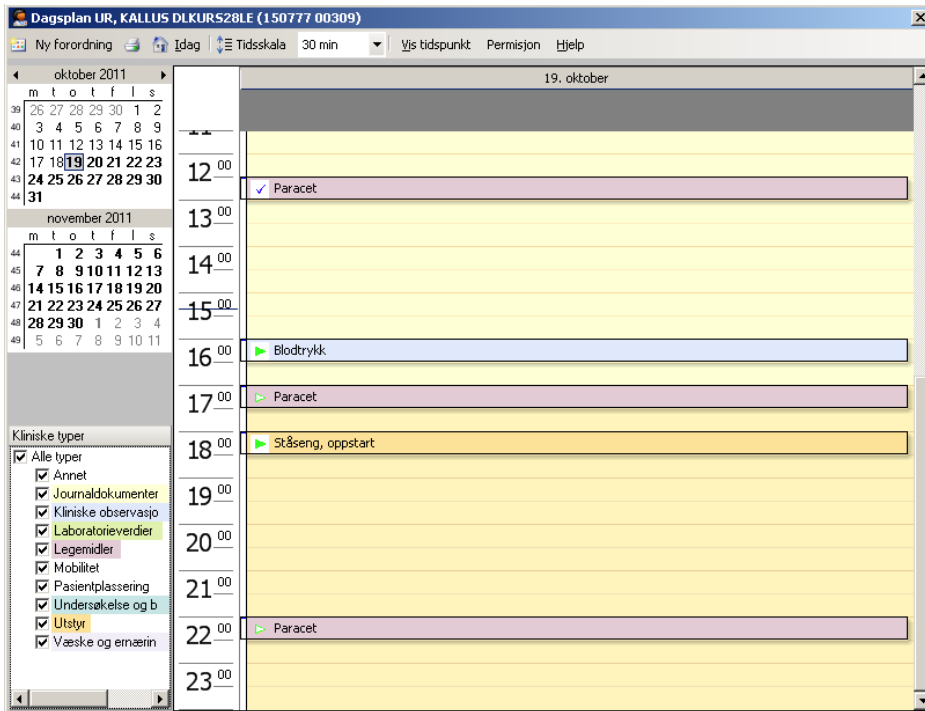 Dagsplan UR, KALLUS DLKURS28LE (150777 00309)
Ny forordning Idag Tidsskala 30 min Vis tidspunkt Permisjon Hjelp
oktober 2011
m t o t f l s
39 26 27 28 29 30 1 2
40 3 4 5 6 7 8 9
41 10 11 12 13 14 15 16
42 17 18 19 20 21 22 23
43 24 25 26 27 28 29 30
44 31
november 2011
m t o t f l s
44 1 2 3 4 5 6
45 7 8 9 10 11 12 13
46 14 15 16 17 18 19 20
47 21 22 23 24 25 26 27
48 28 29 30 1 2 3 4
49 5 6 7 8 9 10 11
Kliniske typer
Alle typer
Annet
Journaldokumenter
Kliniske observasjo
Laboratorieverdier
Legemidler
Mobilitet
Pasientplassering
Undersøkelse og b
Utstyr
Væske og ernærin
19. oktober
12 00
Paracet
13 00
14 00
15 00
16 00
Blodtrykk
17 00
Paracet
18 00
Ståseng, oppstart
19 00
20 00
21 00
22 00
Paracet
23 00